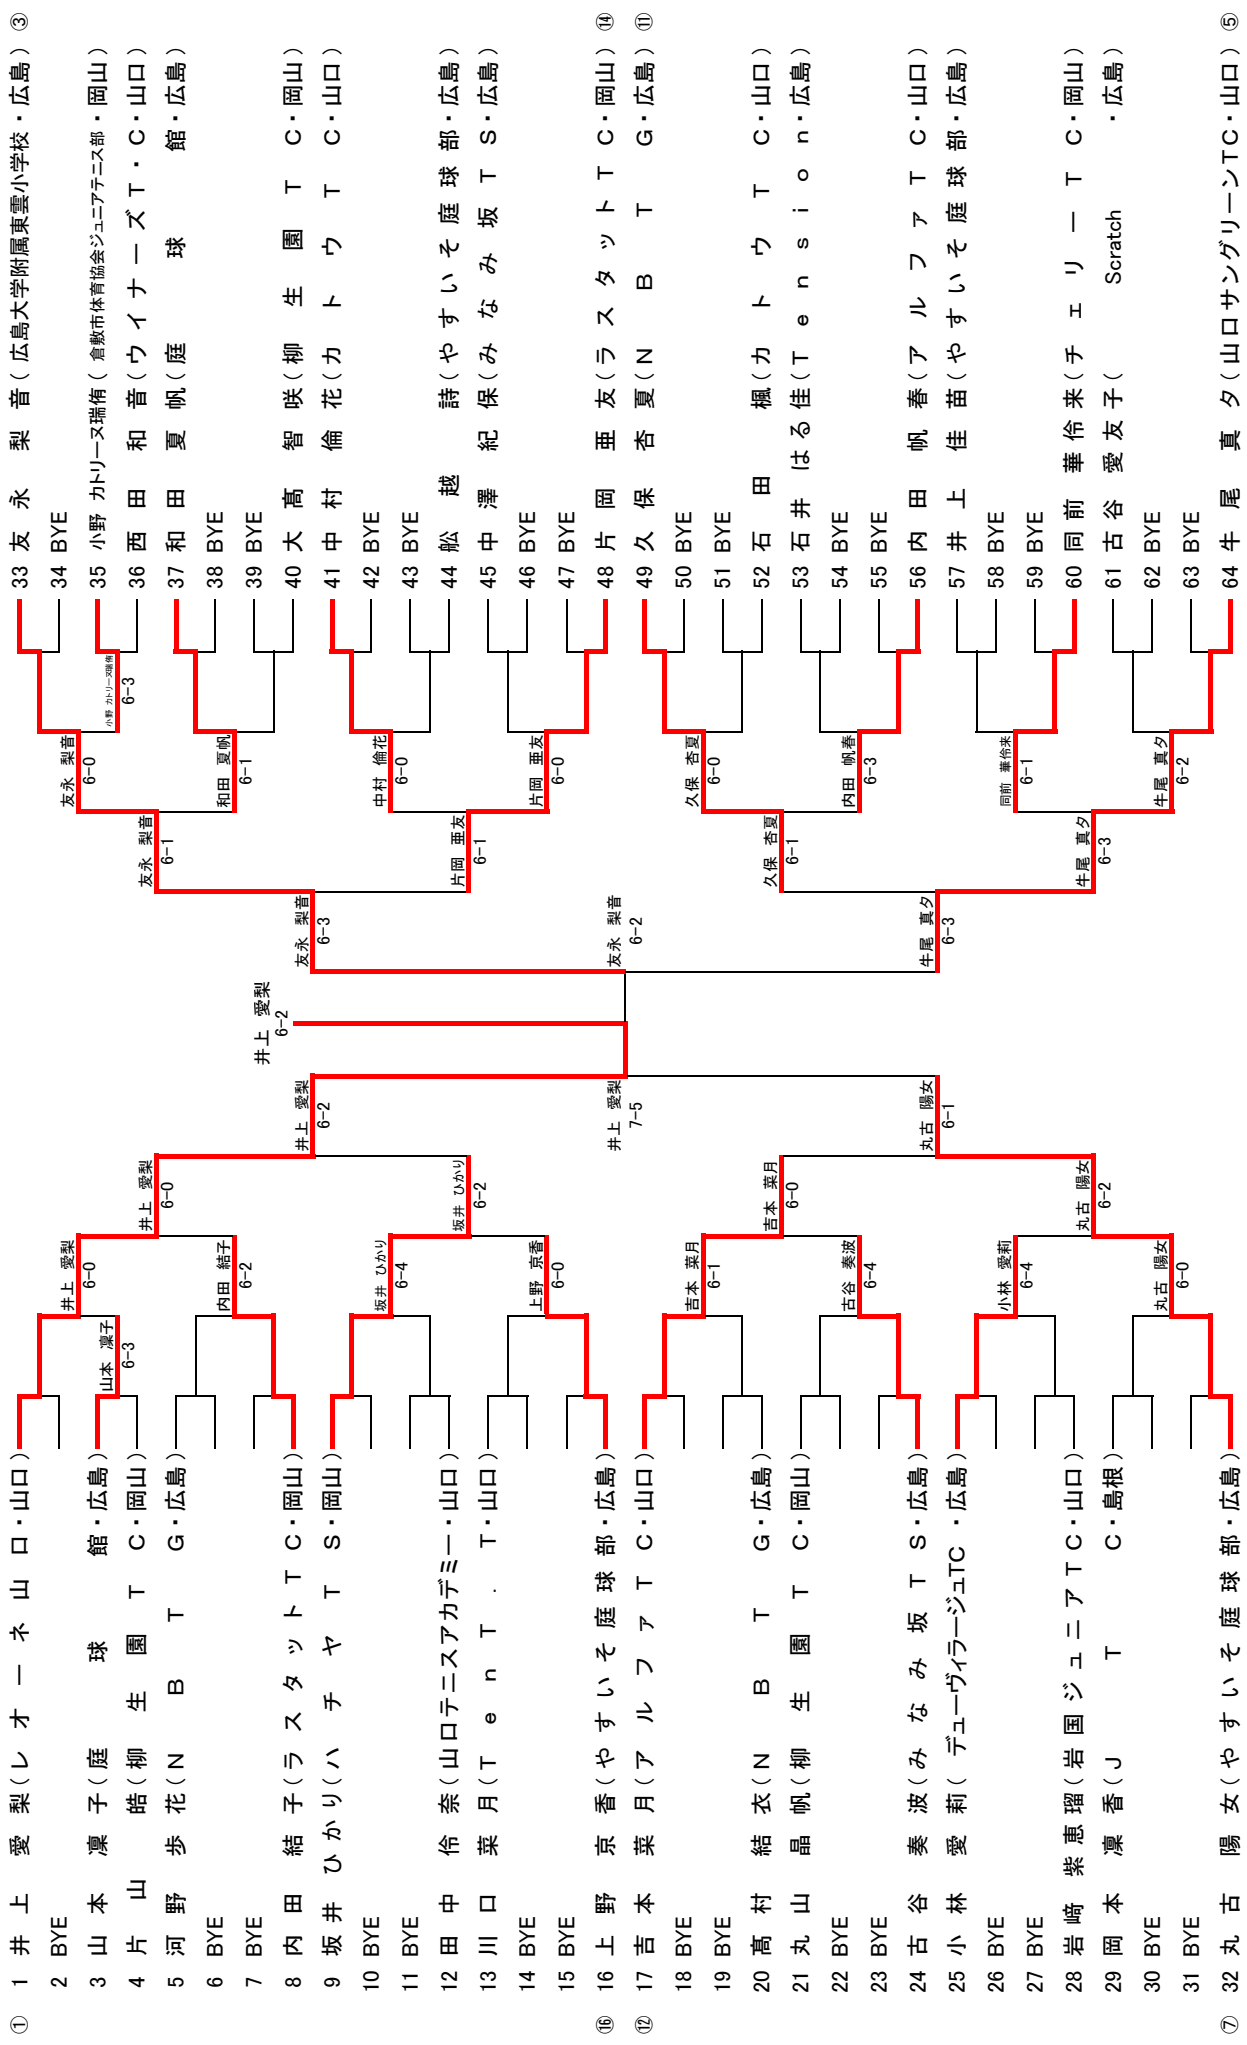 ① 1 井上 愛梨(レオーネ山口・山口)
2 BYE
3 山本 凜子(庭球館・広島)
4 片山 皓(柳生園TC・岡山)
5 河野 歩花(NBTG・広島)
6 BYE
7 BYE
8 内田 結子(ラスタットTC・岡山)
9 坂井 ひかり(ハチヤTS・岡山)
10 BYE
11 BYE
12 田中 伶奈(山口テニスアカデミー・山口)
13 川口 菜月(TenT.T・山口)
14 BYE
15 BYE
⑯ 16 上野 京香(やすいそ庭球部・広島)
⑫ 17 吉本 菜月(アルファTC・山口)
18 BYE
19 BYE
20 髙村 結衣(NBTG・広島)
21 丸山 晶帆(柳生園TC・岡山)
22 BYE
23 BYE
24 古谷 奏波(みなみ坂TS・広島)
25 小林 愛莉(デューヴィラージュTC・広島)
26 BYE
27 BYE
28 岩﨑 紫恵瑠(岩国ジュニアTC・山口)
29 岡本 凜香(JTC・島根)
30 BYE
31 BYE
⑦ 32 丸古 陽女(やすいそ庭球部・広島)
山本 凜子
6-3
井上 愛梨
6-0
内田 結子
6-2
坂井 ひかり
6-4
上野 京香
6-0
吉本 菜月
6-1
古谷 奏波
6-4
小林 愛莉
6-4
丸古 陽女
6-0
井上 愛梨
6-0
坂井 ひかり
6-2
吉本 菜月
6-0
丸古 陽女
6-2
井上 愛梨
6-2
丸古 陽女
6-1
井上 愛梨
7-5
井上 愛梨
6-2
友永 梨音
6-2
友永 梨音
6-3
牛尾 真夕
6-3
友永 梨音
6-1
片岡 亜友
6-1
久保 杏夏
6-1
牛尾 真夕
6-3
友永 梨音
6-0
和田 夏帆
6-1
中村 倫花
6-0
片岡 亜友
6-0
久保 杏夏
6-0
内田 帆春
6-3
同前 華伶来
6-1
牛尾 真夕
6-2
小野 カトリーヌ瑞侑
6-3
33 友永 梨音(広島大学附属東雲小学校・広島) ③
34 BYE
35 小野 カトリーヌ瑞侑(倉敷市体育協会ジュニアテニス部・岡山)
36 西田 和音(ウイナーズT・C・山口)
37 和田 夏帆(庭球館・広島)
38 BYE
39 BYE
40 大髙 智咲(柳生園TC・岡山)
41 中村 倫花(カトウTC・山口)
42 BYE
43 BYE
44 舩越 詩(やすいそ庭球部・広島)
45 中澤 紀保(みなみ坂TS・広島)
46 BYE
47 BYE
48 片岡 亜友(ラスタットTC・岡山) ⑭
49 久保 杏夏(NBTG・広島) ⑪
50 BYE
51 BYE
52 石田 楓(カトウTC・山口)
53 石井 はる佳(Tension・広島)
54 BYE
55 BYE
56 内田 帆春(アルファTC・山口)
57 井上 佳苗(やすいそ庭球部・広島)
58 BYE
59 BYE
60 同前 華伶来(チェリーTC・岡山)
61 古谷 愛友子(Scratch・広島)
62 BYE
63 BYE
64 牛尾 真夕(山口サングリーンTC・山口) ⑤